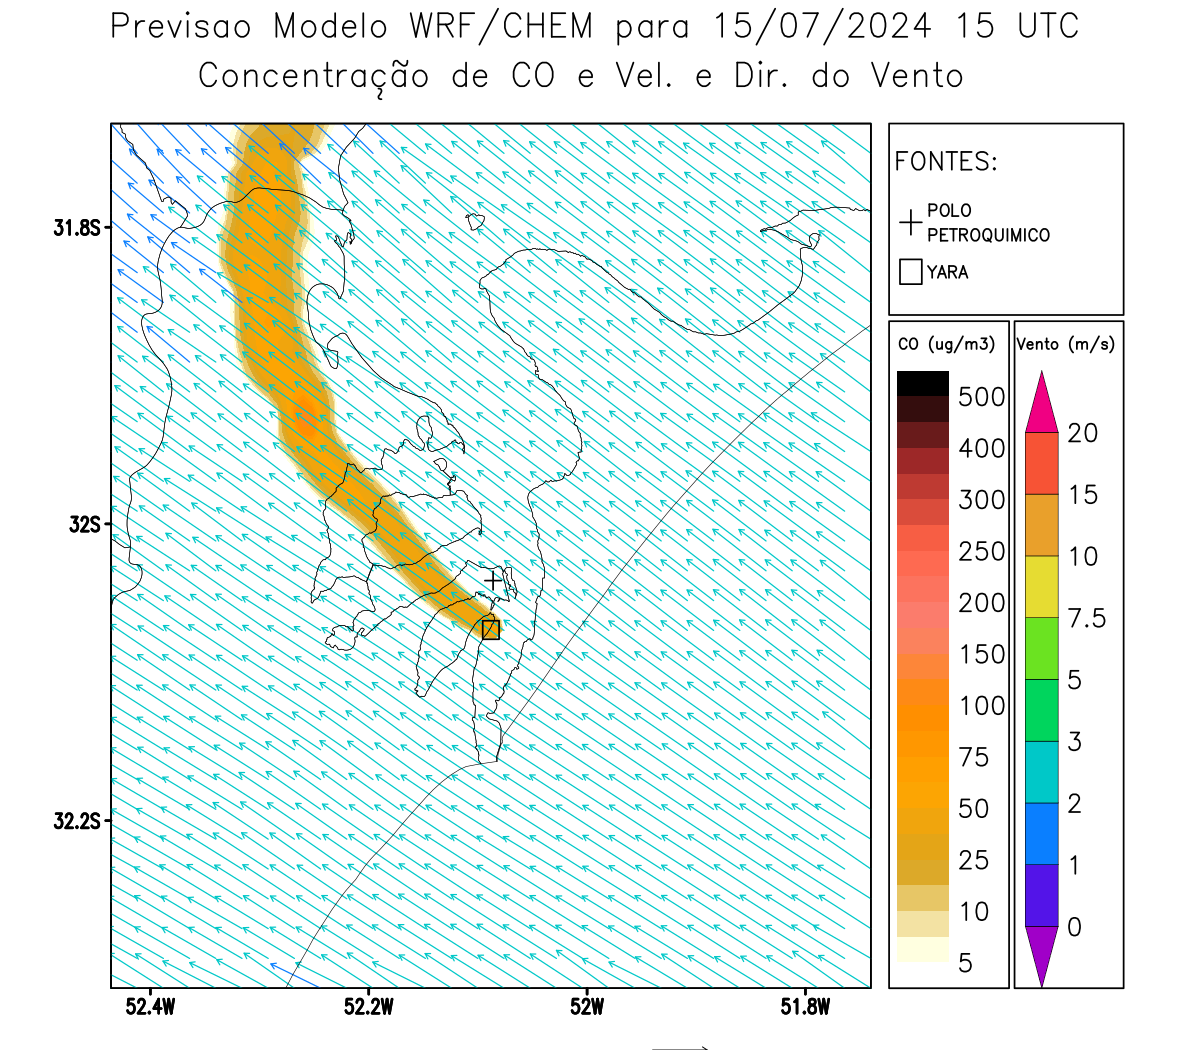 Previsao Modelo WRF/CHEM para 15/07/2024 15 UTC
Concentração de CO e Vel. e Dir. do Vento
FONTES:
POLO
PETROQUIMICO
YARA
CO (ug/m3)
500
400
300
250
200
150
100
75
50
25
10
5
Vento (m/s)
20
15
10
7.5
5
3
2
1
0
31.8S
32S
32.2S
52.4W
52.2W
52W
51.8W